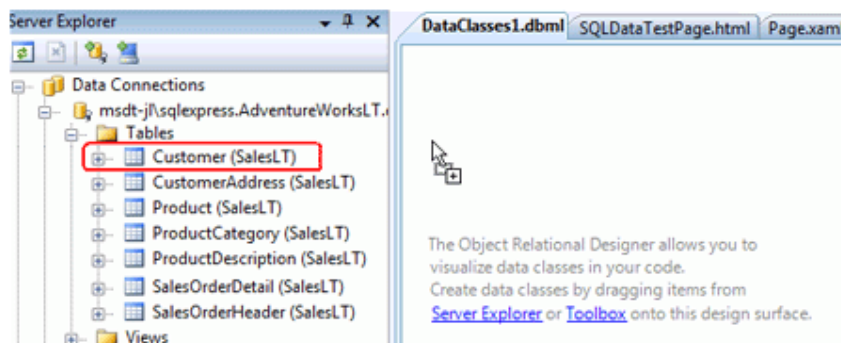 Server Explorer
Data Connections
msdt-jl\sqlexpress.AdventureWorksLT.
Tables
Customer (SalesLT)
CustomerAddress (SalesLT)
Product (SalesLT)
ProductCategory (SalesLT)
ProductDescription (SalesLT)
SalesOrderDetail (SalesLT)
SalesOrderHeader (SalesLT)
Views
DataClasses1.dbml SQLDataTestPage.html Page.xam
The Object Relational Designer allows you to
visualize data classes in your code.
Create data classes by dragging items from
Server Explorer or Toolbox onto this design surface.